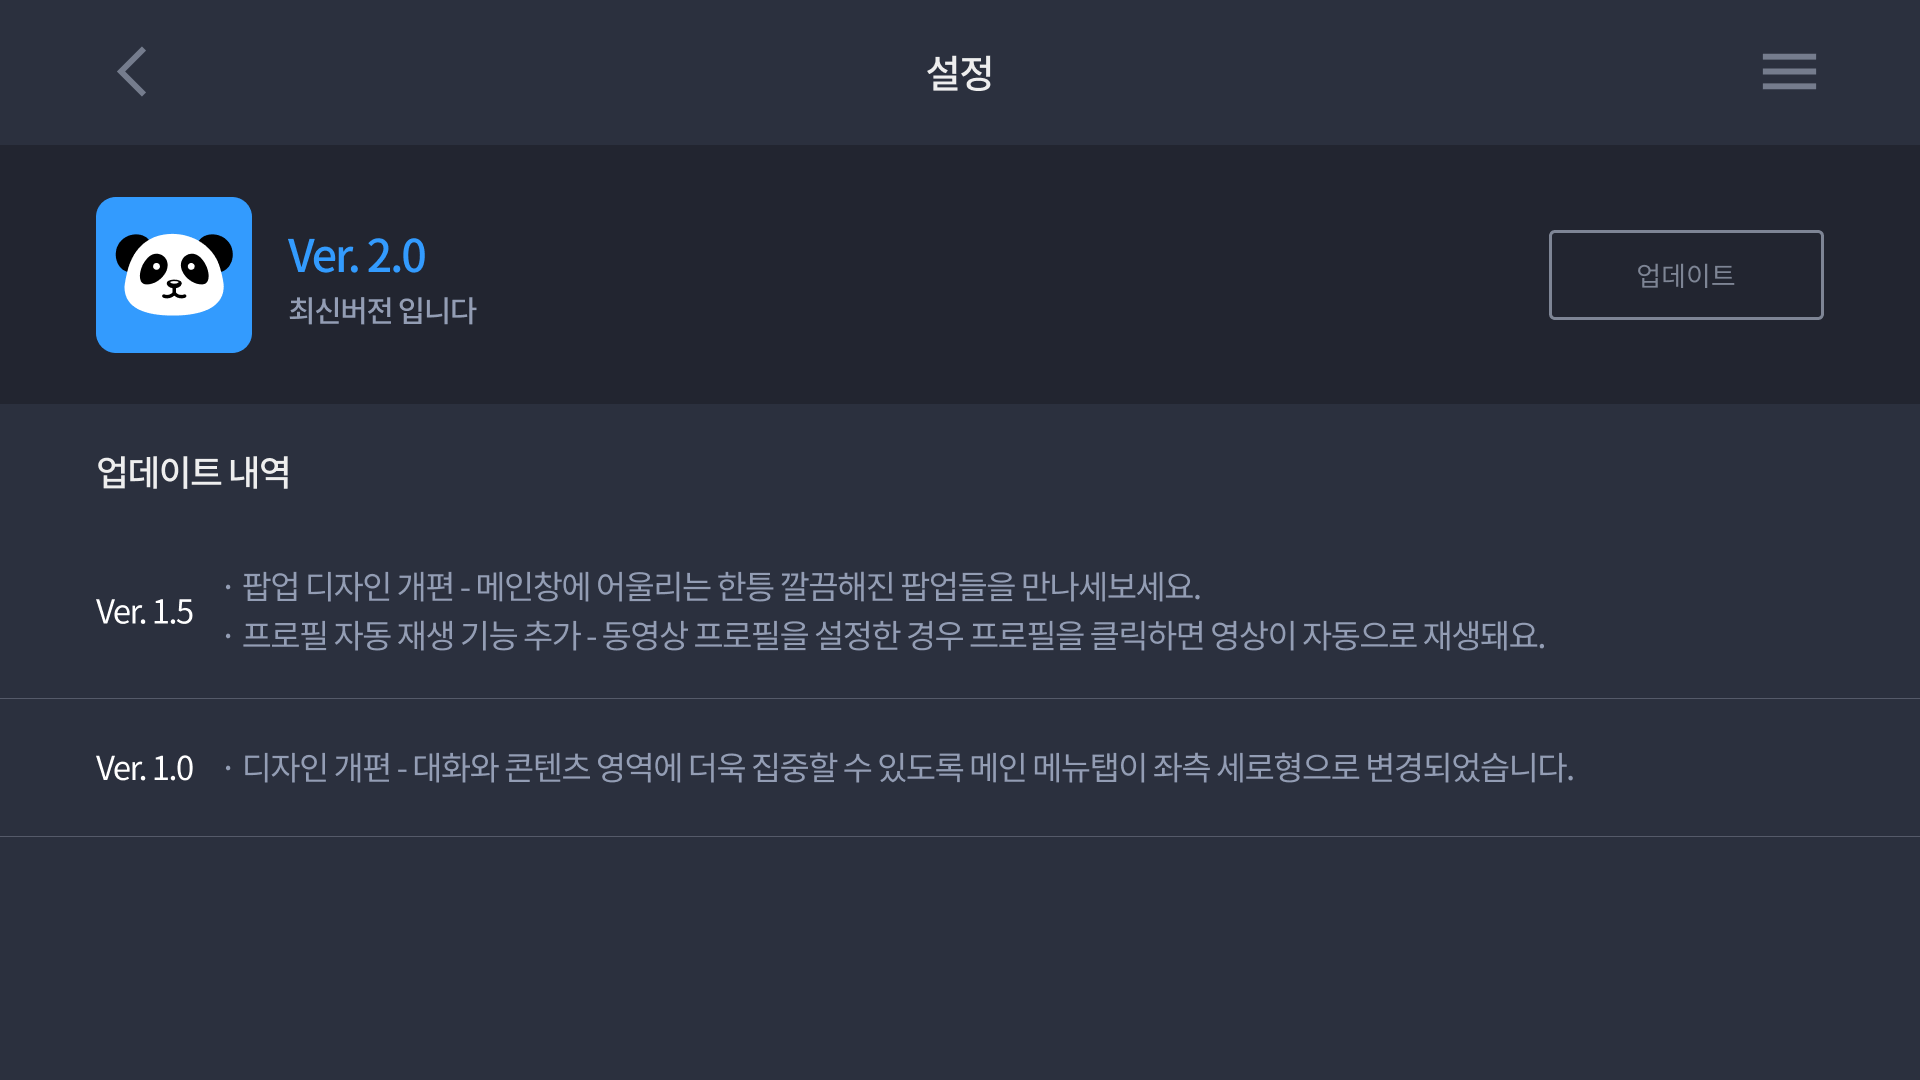 설정
Ver. 2.0
최신버전 입니다
업데이트
업데이트 내역
Ver. 1.5
· 팝업 디자인 개편 - 메인창에 어울리는 한틍 깔끔해진 팝업들을 만나세보세요.
· 프로필 자동 재생 기능 추가 - 동영상 프로필을 설정한 경우 프로필을 클릭하면 영상이 자동으로 재생돼요.
Ver. 1.0
· 디자인 개편 - 대화와 콘텐츠 영역에 더욱 집중할 수 있도록 메인 메뉴탭이 좌측 세로형으로 변경되었습니다.